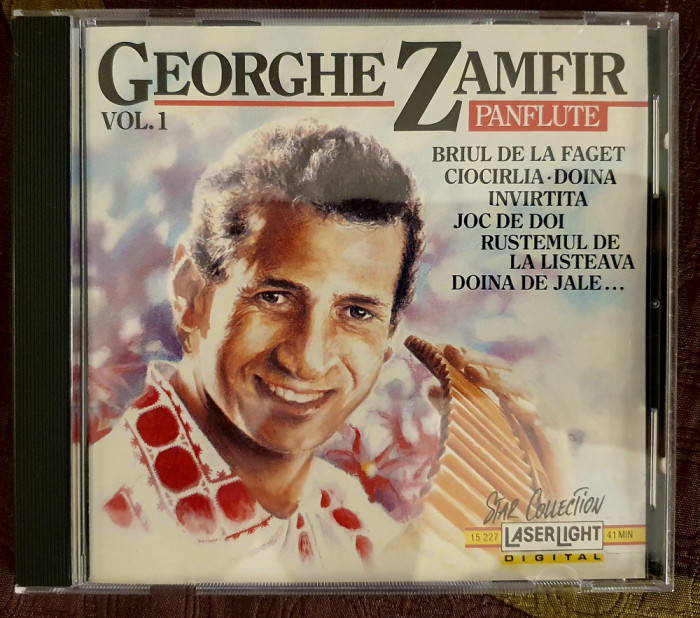 GEORGHE ZAMFIR
VOL.1
PANFLUTE
BRIUL DE LA FAGET
CIOCIRLIA · DOINA
INVIRTITA
JOC DE DOI
RUSTEMUL DE
LA LISTEAVA
DOINA DE JALE...
STAR COLLECTION
15 227
LASERLIGHT
41 MIN
DIGITAL